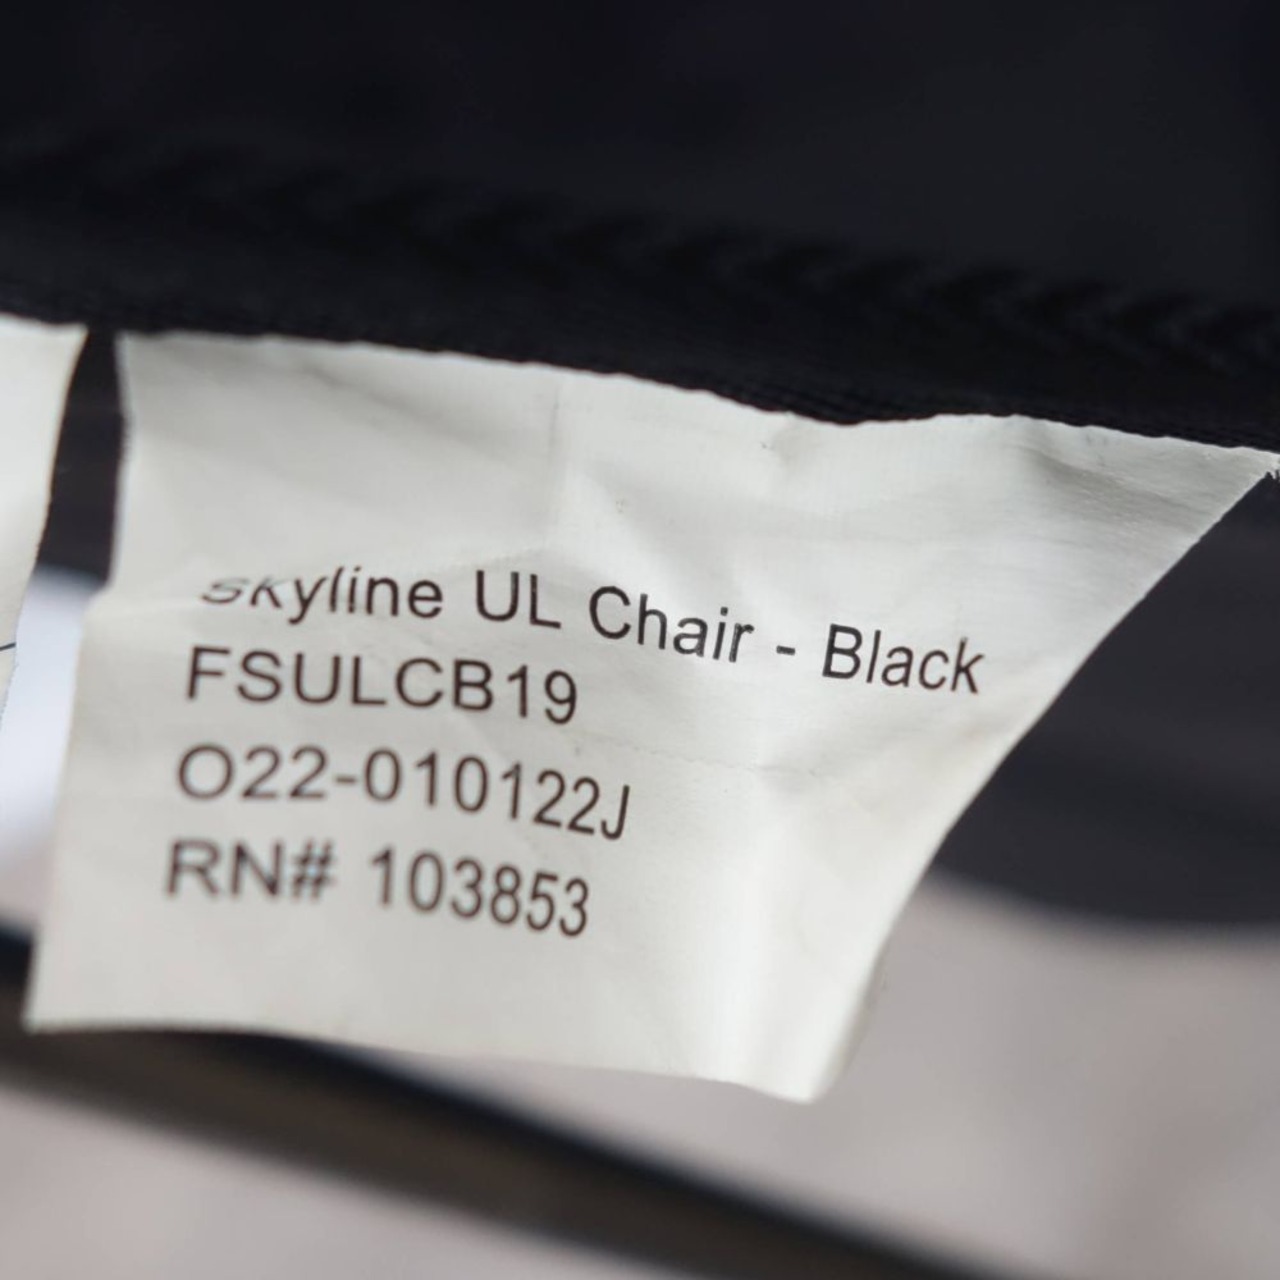 Skyline UL Chair - Black
FSULCB19
O22-010122J
RN# 103853